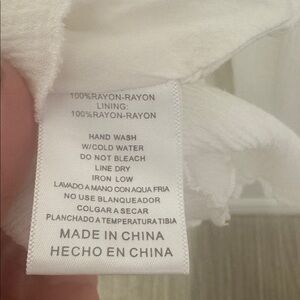 100%RAYON-RAYON
LINING:
100%RAYON-RAYON
HAND WASH
W/COLD WATER
DO NOT BLEACH
LINE DRY
IRON LOW
LAVADO A MANO CON AQUA FRIA
NO USE BLANQUEADOR
COLGAR A SECAR
PLANCHADO A TEMPERATURA TIBIA
MADE IN CHINA
HECHO EN CHINA